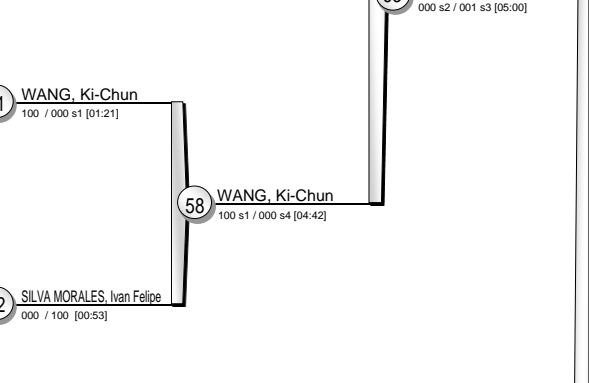 000 s2 / 001 s3 [05:00]
WANG, Ki-Chun
100 / 000 s1 [01:21]
58
WANG, Ki-Chun
100 s1 / 000 s4 [04:42]
SILVA MORALES, Ivan Felipe
000 / 100 [00:53]